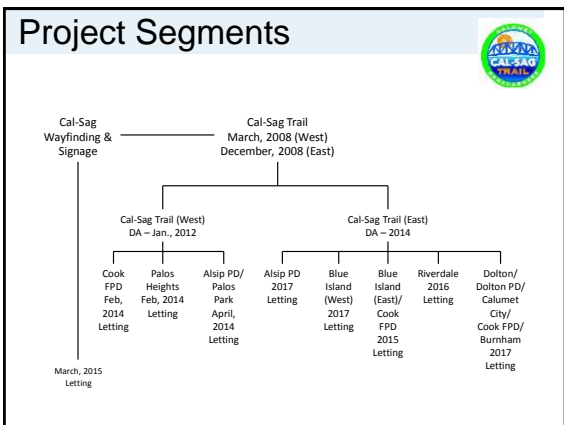 Project Segments
CALUMET
CAL-SAG
TRAIL
Cal-Sag
Wayfinding &
Signage
Cal-Sag Trail
March, 2008 (West)
December, 2008 (East)
Cal-Sag Trail (West)
DA – Jan., 2012
Cal-Sag Trail (East)
DA – 2014
Cook
FPD
Feb,
2014
Letting
Palos
Heights
Feb, 2014
Letting
Alsip PD/
Palos
Park
April,
2014
Letting
Alsip PD
2017
Letting
Blue
Island
(West)
2017
Letting
Blue
Island
(East)/
Cook
FPD
2015
Letting
Riverdale
2016
Letting
Dolton/
Dolton PD/
Calumet
City/
Cook FPD/
Burnham
2017
Letting
March, 2015
Letting